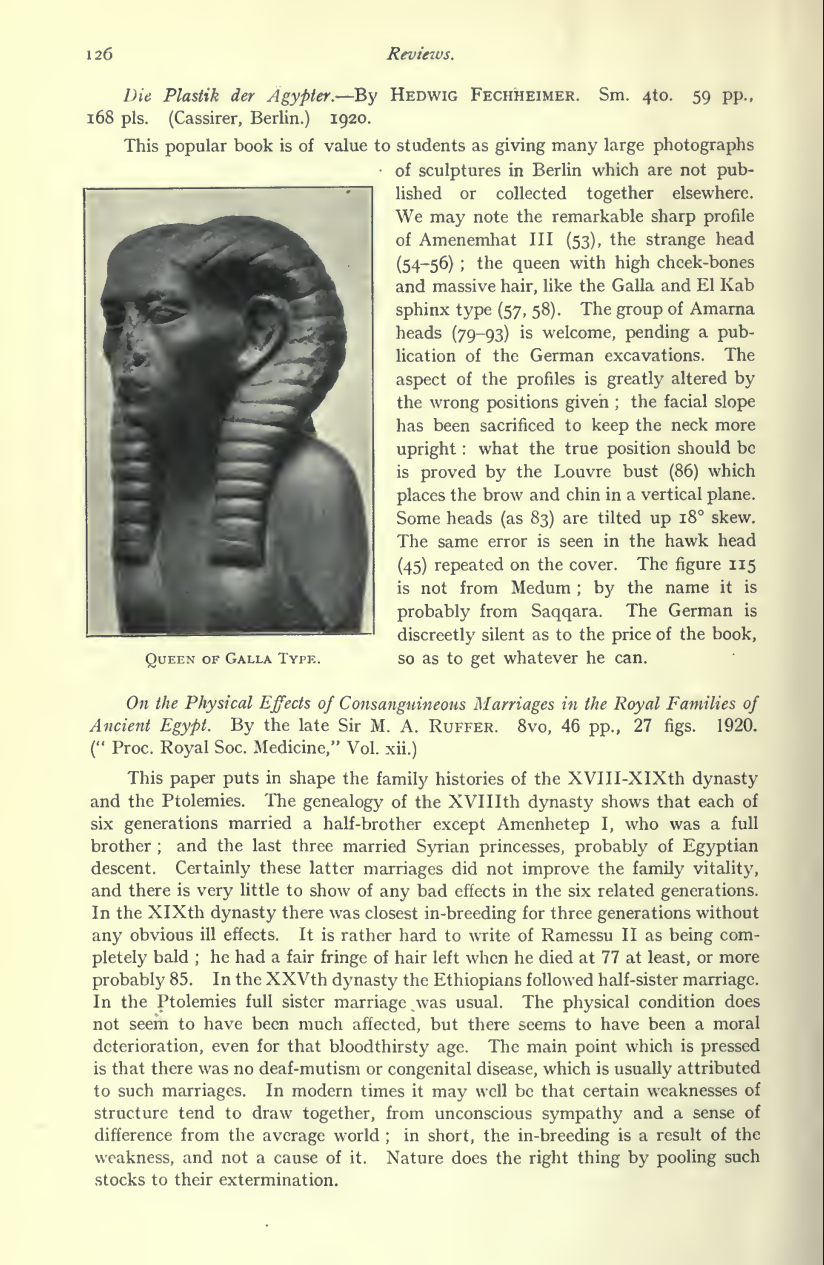 126
Reviews.
Die Plastik der Ägypter.—By HEDWIG FECHHEIMER. Sm. 4to. 59 pp.,
168 pls. (Cassirer, Berlin.) 1920.
This popular book is of value to students as giving many large photographs
of sculptures in Berlin which are not pub-
lished or collected together elsewhere.
We may note the remarkable sharp profile
of Amenemhat III (53), the strange head
(54–56) ; the queen with high cheek-bones
and massive hair, like the Galla and El Kab
sphinx type (57, 58). The group of Amarna
heads (79–93) is welcome, pending a pub-
lication of the German excavations. The
aspect of the profiles is greatly altered by
the wrong positions given ; the facial slope
has been sacrificed to keep the neck more
upright : what the true position should be
is proved by the Louvre bust (86) which
places the brow and chin in a vertical plane.
Some heads (as 83) are tilted up 18° skew.
The same error is seen in the hawk head
(45) repeated on the cover. The figure 115
is not from Medum ; by the name it is
probably from Saqqara. The German is
discreetly silent as to the price of the book,
so as to get whatever he can.
QUEEN OF GALLA TYPE.
On the Physical Effects of Consanguineous Marriages in the Royal Families of
Ancient Egypt. By the late Sir M. A. RUFFER. 8vo, 46 pp., 27 figs. 1920.
(“ Proc. Royal Soc. Medicine,” Vol. xii.)
This paper puts in shape the family histories of the XVIII-XIXth dynasty
and the Ptolemies. The genealogy of the XVIIIth dynasty shows that each of
six generations married a half-brother except Amenhetep I, who was a full
brother ; and the last three married Syrian princesses, probably of Egyptian
descent. Certainly these latter marriages did not improve the family vitality,
and there is very little to show of any bad effects in the six related generations.
In the XIXth dynasty there was closest in-breeding for three generations without
any obvious ill effects. It is rather hard to write of Ramessu II as being com-
pletely bald ; he had a fair fringe of hair left when he died at 77 at least, or more
probably 85. In the XXVth dynasty the Ethiopians followed half-sister marriage.
In the Ptolemies full sister marriage was usual. The physical condition does
not seem to have been much affected, but there seems to have been a moral
deterioration, even for that bloodthirsty age. The main point which is pressed
is that there was no deaf-mutism or congenital disease, which is usually attributed
to such marriages. In modern times it may well be that certain weaknesses of
structure tend to draw together, from unconscious sympathy and a sense of
difference from the average world ; in short, the in-breeding is a result of the
weakness, and not a cause of it. Nature does the right thing by pooling such
stocks to their extermination.